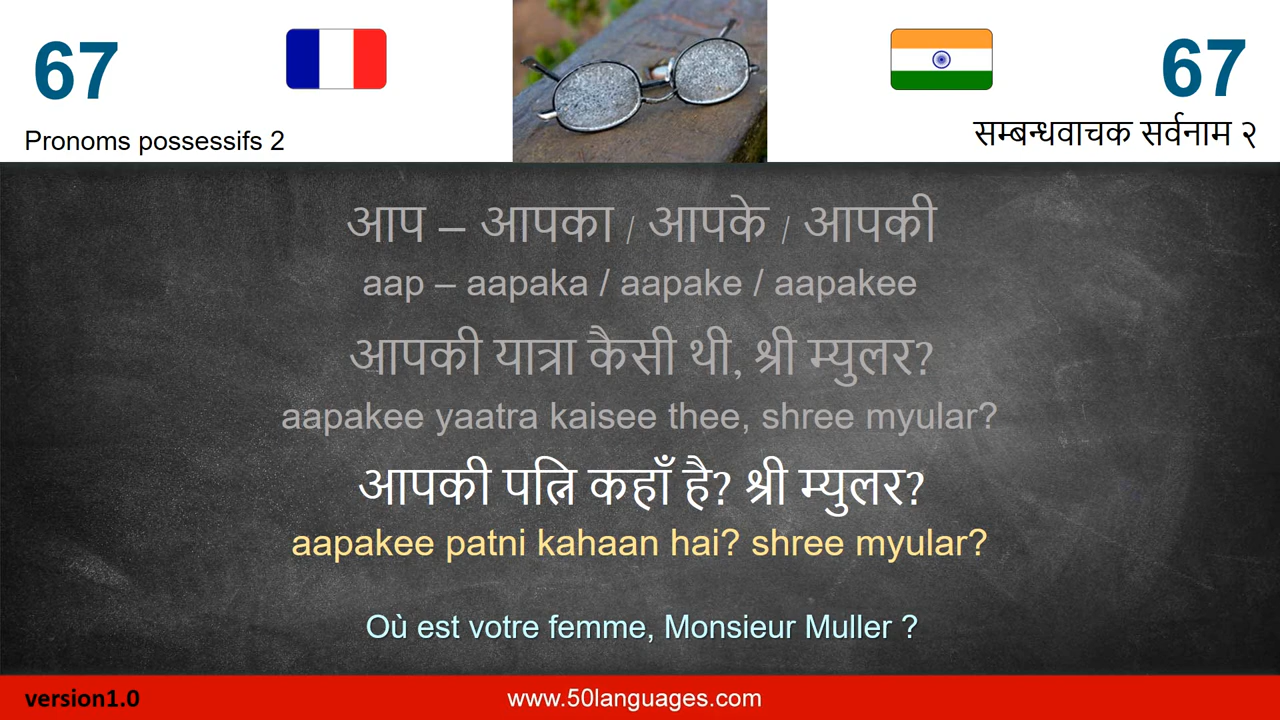 67
67
Pronoms possessifs 2
सम्बन्धवाचक सर्वनाम २
आप – आपका / आपके / आपकी
aap – aapaka / aapake / aapakee
आपकी यात्रा कैसी थी, श्री म्युलर?
aapakee yaatra kaisee thee, shree myular?
आपकी पत्नि कहाँ है? श्री म्युलर?
aapakee patni kahaan hai? shree myular?
Où est votre femme, Monsieur Muller ?
version1.0
www.50languages.com